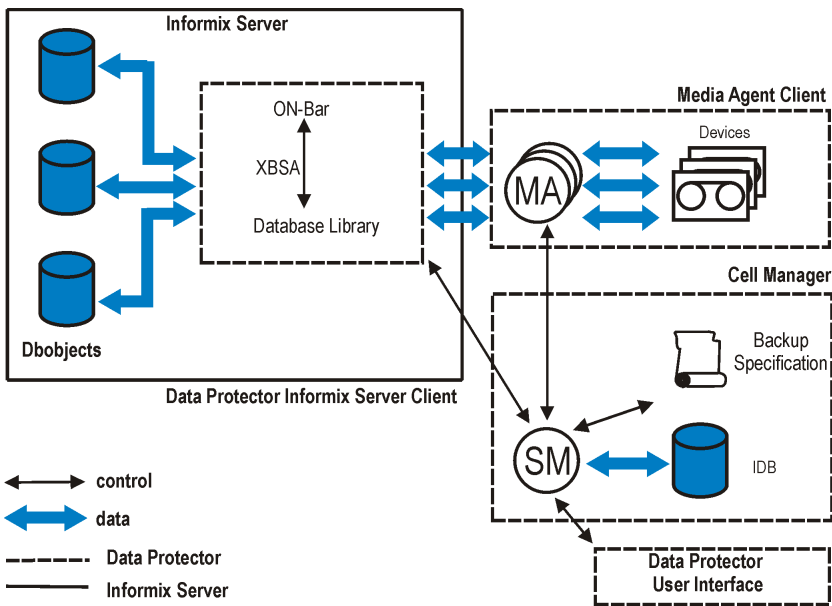 Informix Server
ON-Bar
XBSA
Database Library
Dbobjects
Data Protector Informix Server Client
Media Agent Client
Devices
MA
Cell Manager
Backup
Specification
SM
IDB
Data Protector
User Interface
control
data
Data Protector
Informix Server